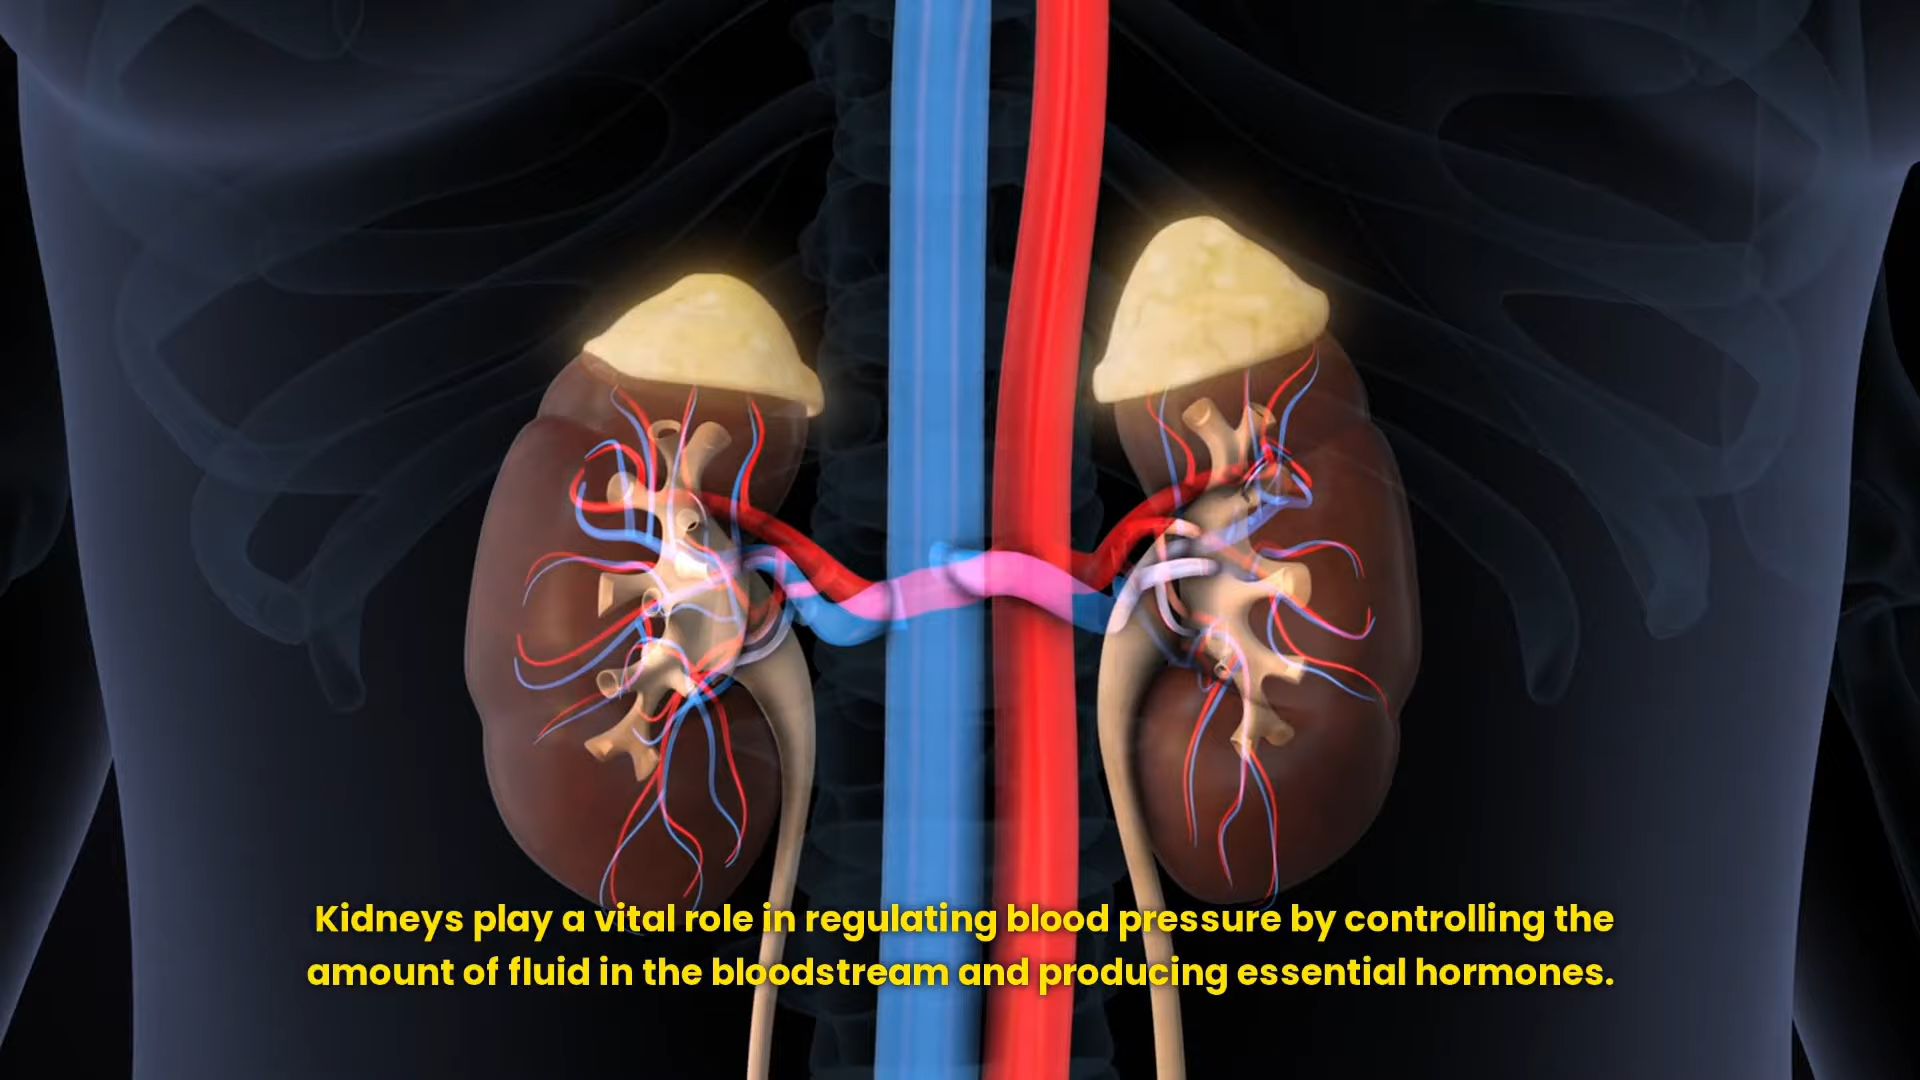 Kidneys play a vital role in regulating blood pressure by controlling the
amount of fluid in the bloodstream and producing essential hormones.